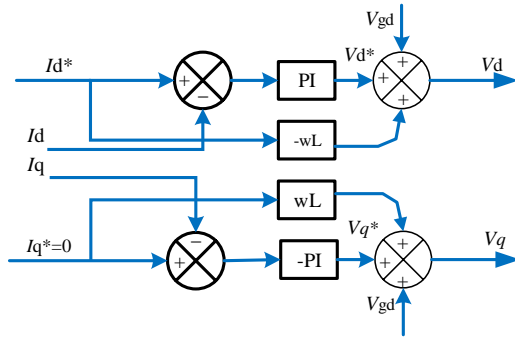 Vgd
Id*
Vd*
Vd
+
+
PI
+
−
+
Id
-wL
Iq
wL
Vq*
−
+
Vq
Iq*=0
+
-PI
+
+
Vgd